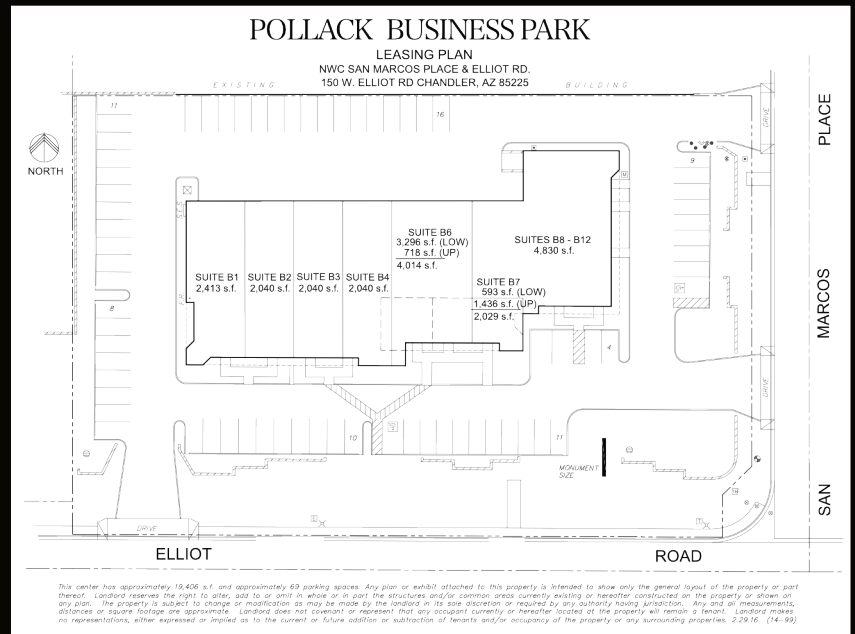 POLLACK BUSINESS PARK
LEASING PLAN
NWC SAN MARCOS PLACE & ELLIOT RD.
150 W. ELLIOT RD CHANDLER, AZ 85225
EXISTING BUILDING
11
16
DRIVE
PLACE
NORTH
9
S.E.S.
SUITE B6
3,296 s.f. (LOW)
718 s.f. (UP)
4,014 s.f.
SUITES B8 - B12
4,830 s.f.
SUITE B1
2,413 s.f.
SUITE B2
2,040 s.f.
SUITE B3
2,040 s.f.
SUITE B4
2,040 s.f.
SUITE B7
593 s.f. (LOW)
1,436 s.f. (UP)
2,029 s.f.
F.R.
MARCOS
8
4
DRIVE
10
11
MONUMENT
SIZE
SAN
DRIVE
ELLIOT ROAD
This center has approximately 19,406 s.f. and approximately 69 parking spaces. Any plan or exhibit attached to this property is intended to show only the general layout of the property or part
thereof. Landlord reserves the right to alter, add to or omit in whole or in part the structures and/or common areas currently existing or hereafter constructed on the property or shown on
any plan. The property is subject to change or modification as may be made by the landlord in its sole discretion or required by any authority having jurisdiction. Any and all measurements,
distances or square footage are approximate. Landlord does not covenant or represent that any occupant currently or hereafter located at the property will remain a tenant. Landlord makes
no representations, either expressed or implied as to the current or future addition or subtraction of tenants and/or occupancy of the property or any surrounding properties. 2.29.16 (14-99)